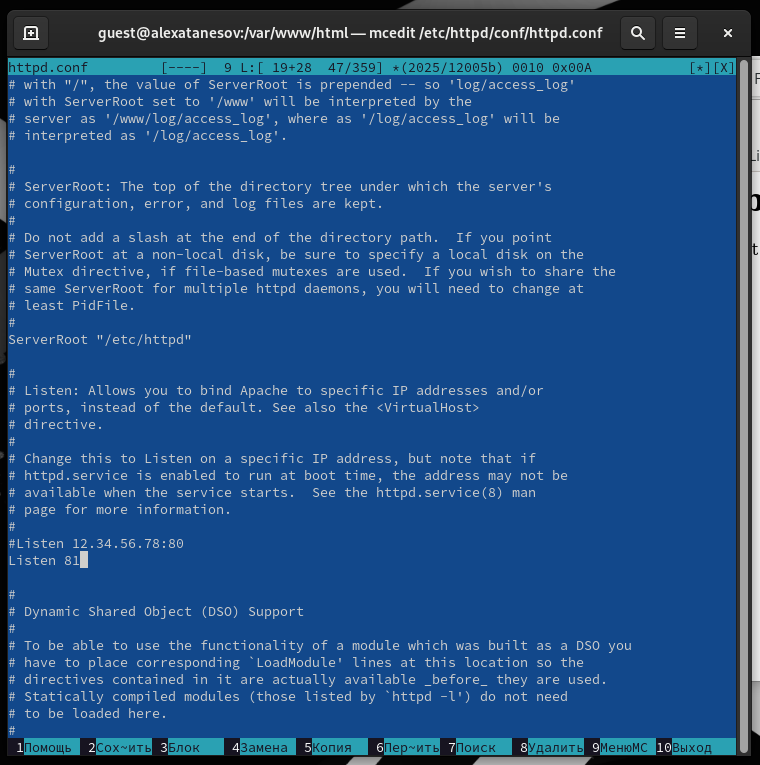 guest@alexatanesov:/var/www/html — mcedit /etc/httpd/conf/httpd.conf
httpd.conf         [----]  9 L:[ 19+28  47/359] *(2025/12005b) 0010 0x00A            [*][X]
# with "/", the value of ServerRoot is prepended -- so 'log/access_log'
# with ServerRoot set to '/www' will be interpreted by the
# server as '/www/log/access_log', where as '/log/access_log' will be
# interpreted as '/log/access_log'.
#
# ServerRoot: The top of the directory tree under which the server's
# configuration, error, and log files are kept.
#
# Do not add a slash at the end of the directory path.  If you point
# ServerRoot at a non-local disk, be sure to specify a local disk on the
# Mutex directive, if file-based mutexes are used.  If you wish to share the
# same ServerRoot for multiple httpd daemons, you will need to change at
# least PidFile.
#
ServerRoot "/etc/httpd"
#
# Listen: Allows you to bind Apache to specific IP addresses and/or
# ports, instead of the default. See also the <VirtualHost>
# directive.
#
# Change this to Listen on a specific IP address, but note that if
# httpd.service is enabled to run at boot time, the address may not be
# available when the service starts.  See the httpd.service(8) man
# page for more information.
#
#Listen 12.34.56.78:80
Listen 81
#
# Dynamic Shared Object (DSO) Support
#
# To be able to use the functionality of a module which was built as a DSO you
# have to place corresponding `LoadModule' lines at this location so the
# directives contained in it are actually available _before_ they are used.
# Statically compiled modules (those listed by `httpd -l') do not need
# to be loaded here.
#
1Помощь 2Сох~ить 3Блок 4Замена 5Копия 6Пер~ить 7Поиск 8Удалить 9МенюМС 10Выход